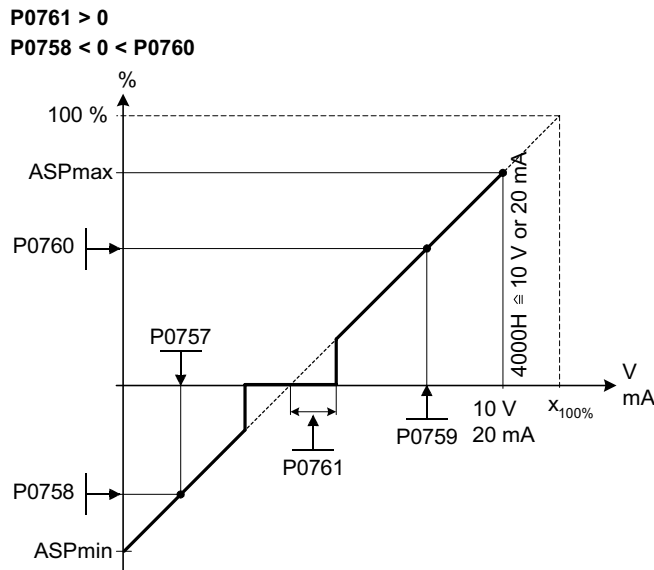 P0761 > 0
P0758 < 0 < P0760
%
100 %
ASPmax
P0760
P0757
4000H ≙ 10 V or 20 mA
V
mA
10 V
20 mA
x100%
P0759
P0761
P0758
ASPmin